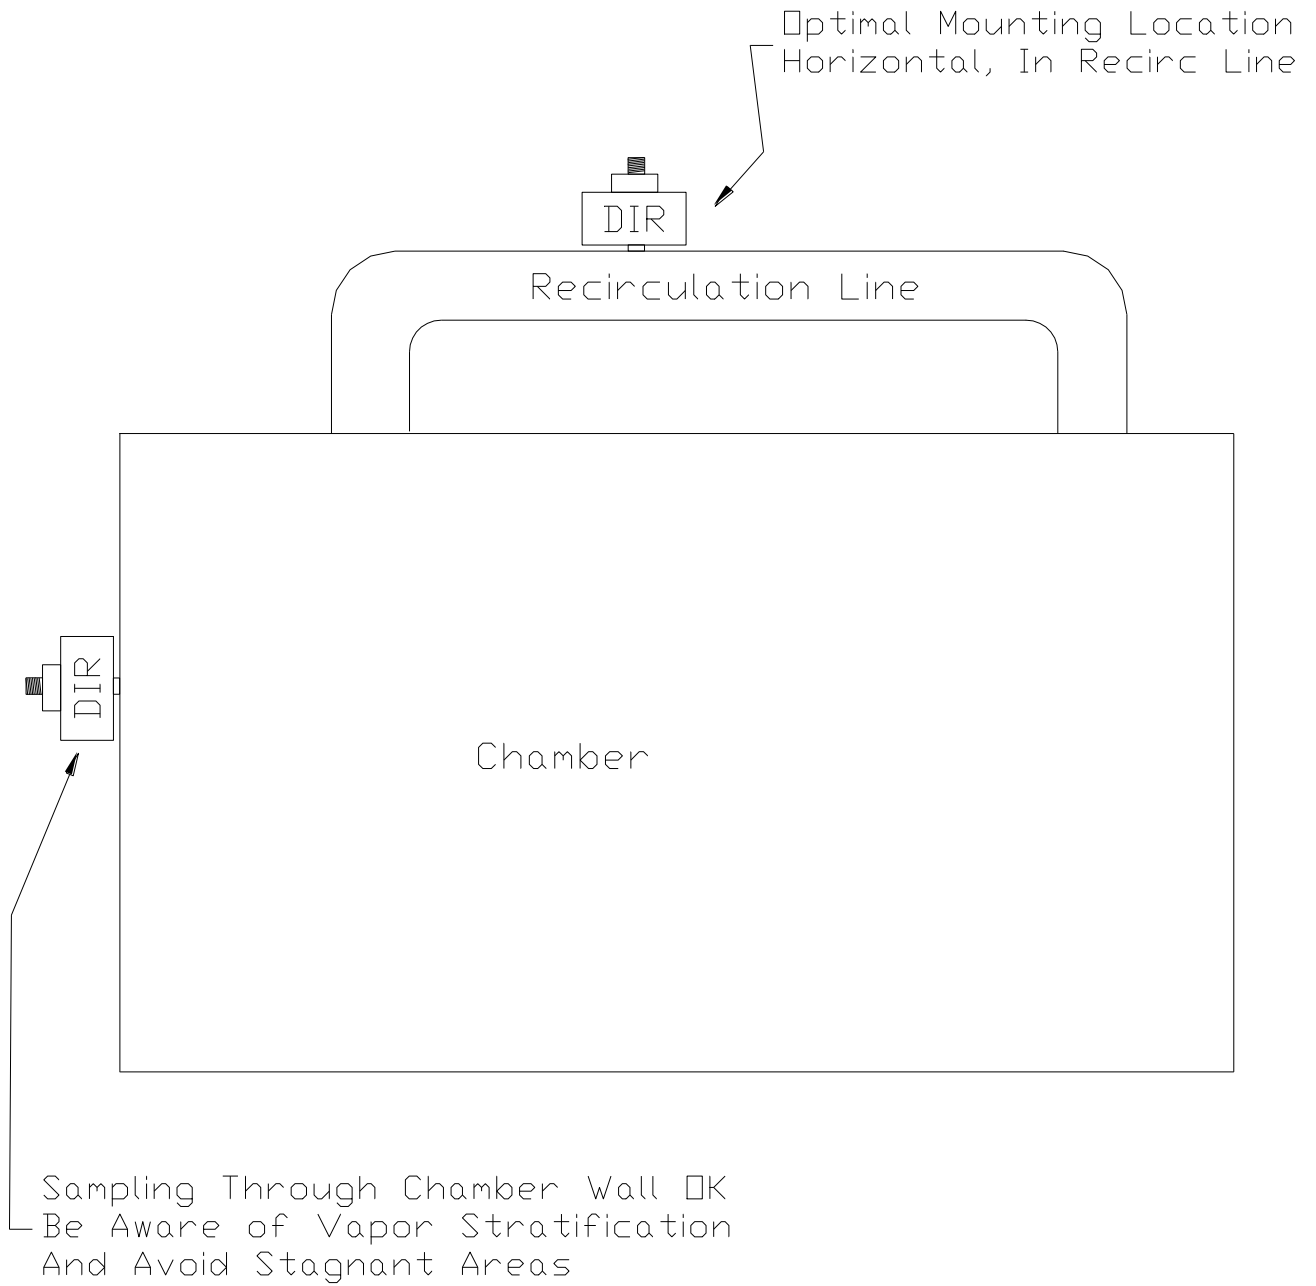 Optimal Mounting Location
Horizontal, In Recirc Line
DIR
Recirculation Line
DIR
Chamber
Sampling Through Chamber Wall OK
Be Aware of Vapor Stratification
And Avoid Stagnant Areas